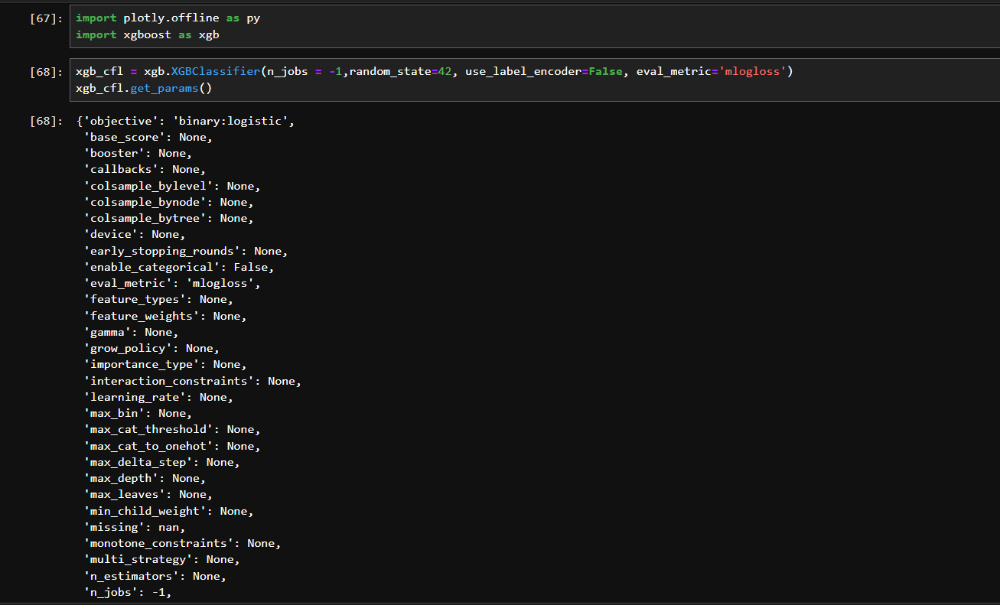 [67]: import plotly.offline as py
import xgboost as xgb
[68]: xgb_cfl = xgb.XGBClassifier(n_jobs = -1,random_state=42, use_label_encoder=False, eval_metric='mlogloss')
xgb_cfl.get_params()
[68]: {'objective': 'binary:logistic',
'base_score': None,
'booster': None,
'callbacks': None,
'colsample_bylevel': None,
'colsample_bynode': None,
'colsample_bytree': None,
'device': None,
'early_stopping_rounds': None,
'enable_categorical': False,
'eval_metric': 'mlogloss',
'feature_types': None,
'feature_weights': None,
'gamma': None,
'grow_policy': None,
'importance_type': None,
'interaction_constraints': None,
'learning_rate': None,
'max_bin': None,
'max_cat_threshold': None,
'max_cat_to_onehot': None,
'max_delta_step': None,
'max_depth': None,
'max_leaves': None,
'min_child_weight': None,
'missing': nan,
'monotone_constraints': None,
'multi_strategy': None,
'n_estimators': None,
'n_jobs': -1,